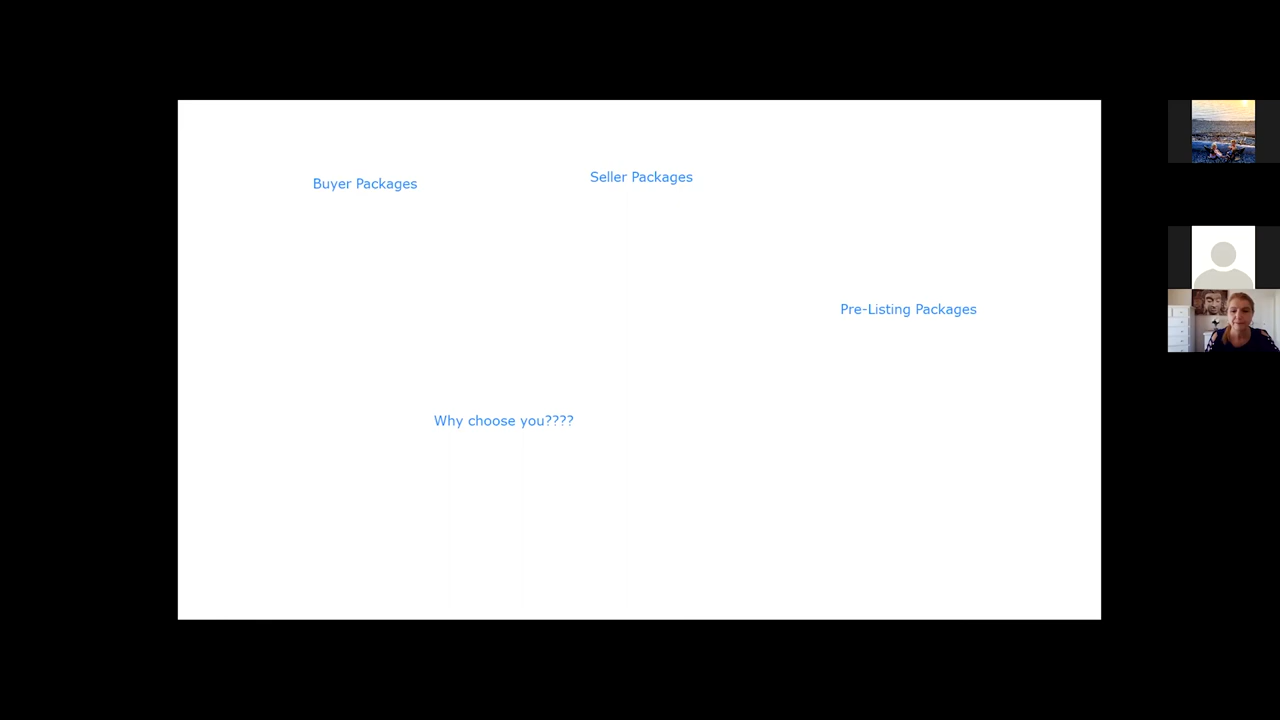 Buyer Packages
Seller Packages
Pre-Listing Packages
Why choose you????